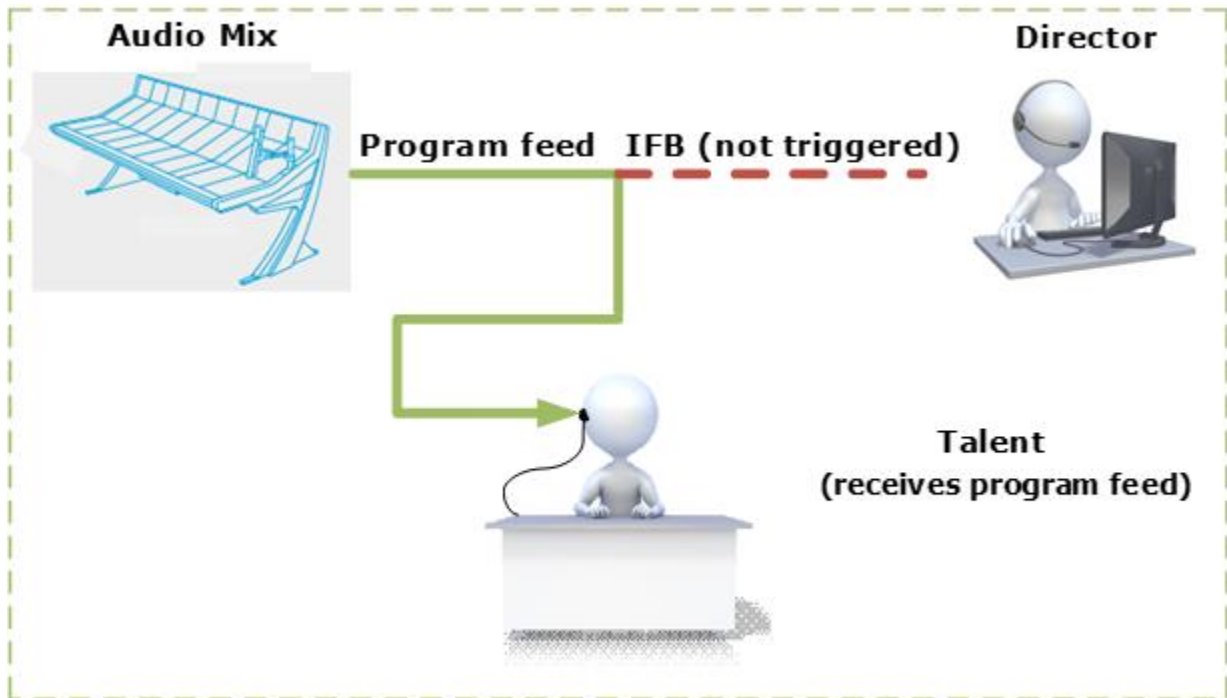 Audio Mix
Director
Program feed
IFB (not triggered)
Talent
(receives program feed)